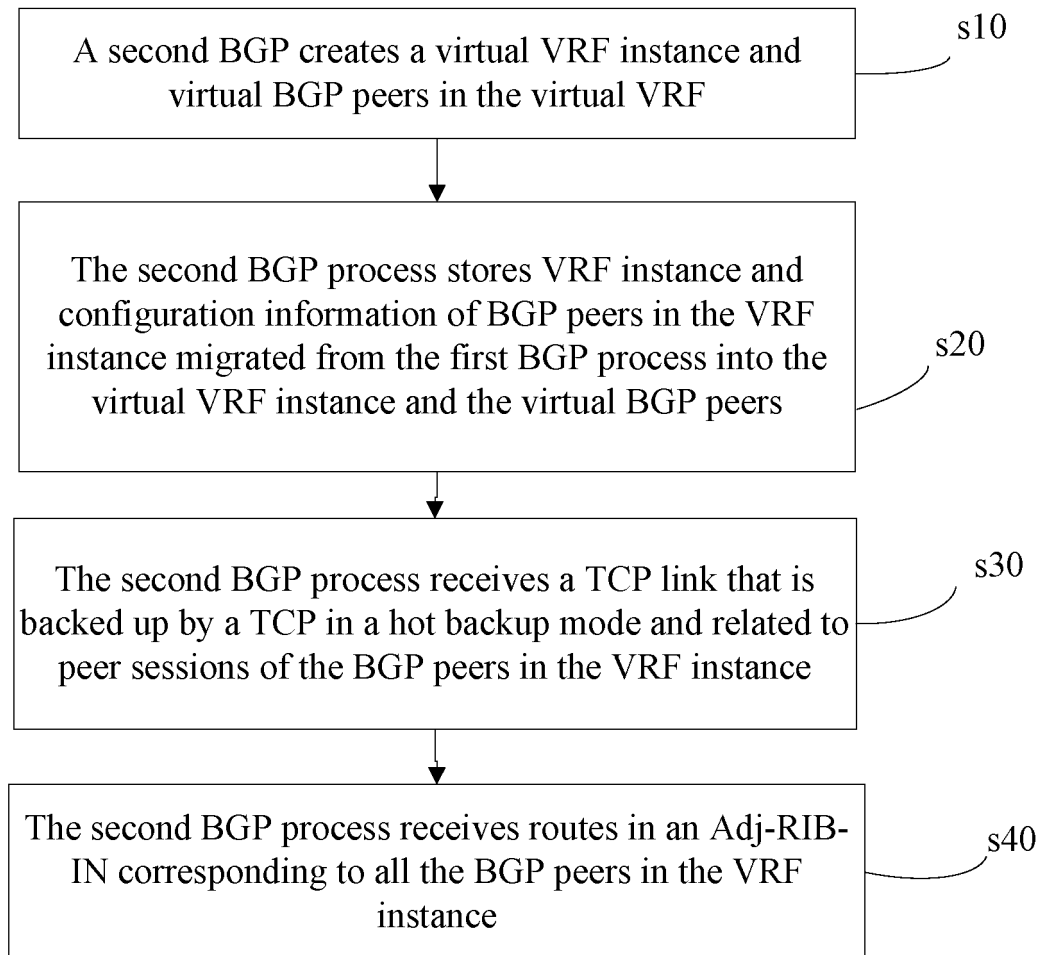 A second BGP creates a virtual VRF instance and
virtual BGP peers in the virtual VRF
s10
The second BGP process stores VRF instance and
configuration information of BGP peers in the VRF
instance migrated from the first BGP process into the
virtual VRF instance and the virtual BGP peers
s20
The second BGP process receives a TCP link that is
backed up by a TCP in a hot backup mode and related to
peer sessions of the BGP peers in the VRF instance
s30
The second BGP process receives routes in an Adj-RIB-
IN corresponding to all the BGP peers in the VRF
instance
s40